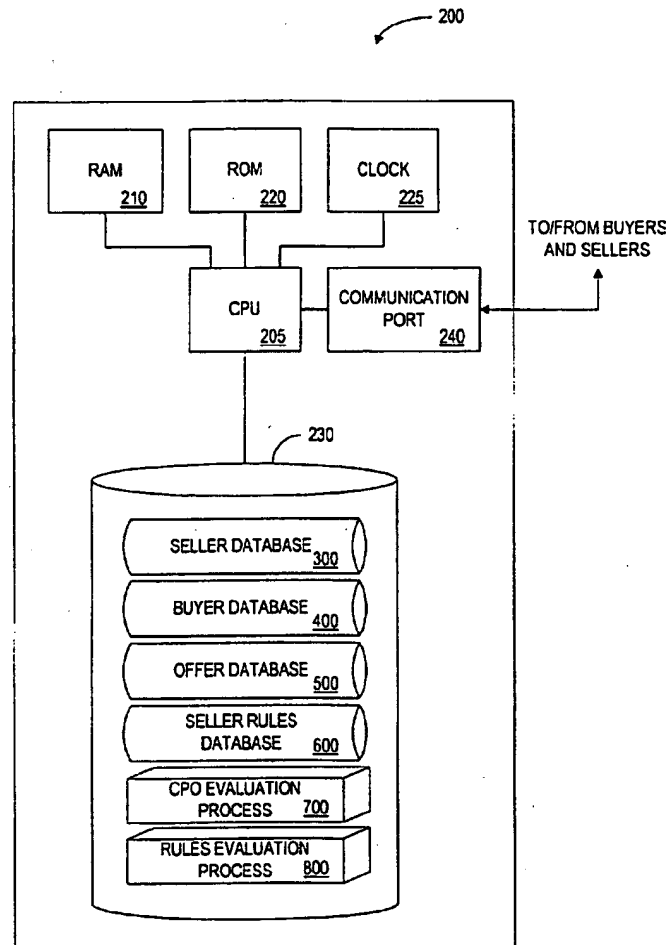 200
RAM
210
ROM
220
CLOCK
225
TO/FROM BUYERS
AND SELLERS
CPU
205
COMMUNICATION
PORT
240
230
SELLER DATABASE
300
BUYER DATABASE
400
OFFER DATABASE
500
SELLER RULES
DATABASE
600
CPO EVALUATION
PROCESS
700
RULES EVALUATION
PROCESS
800